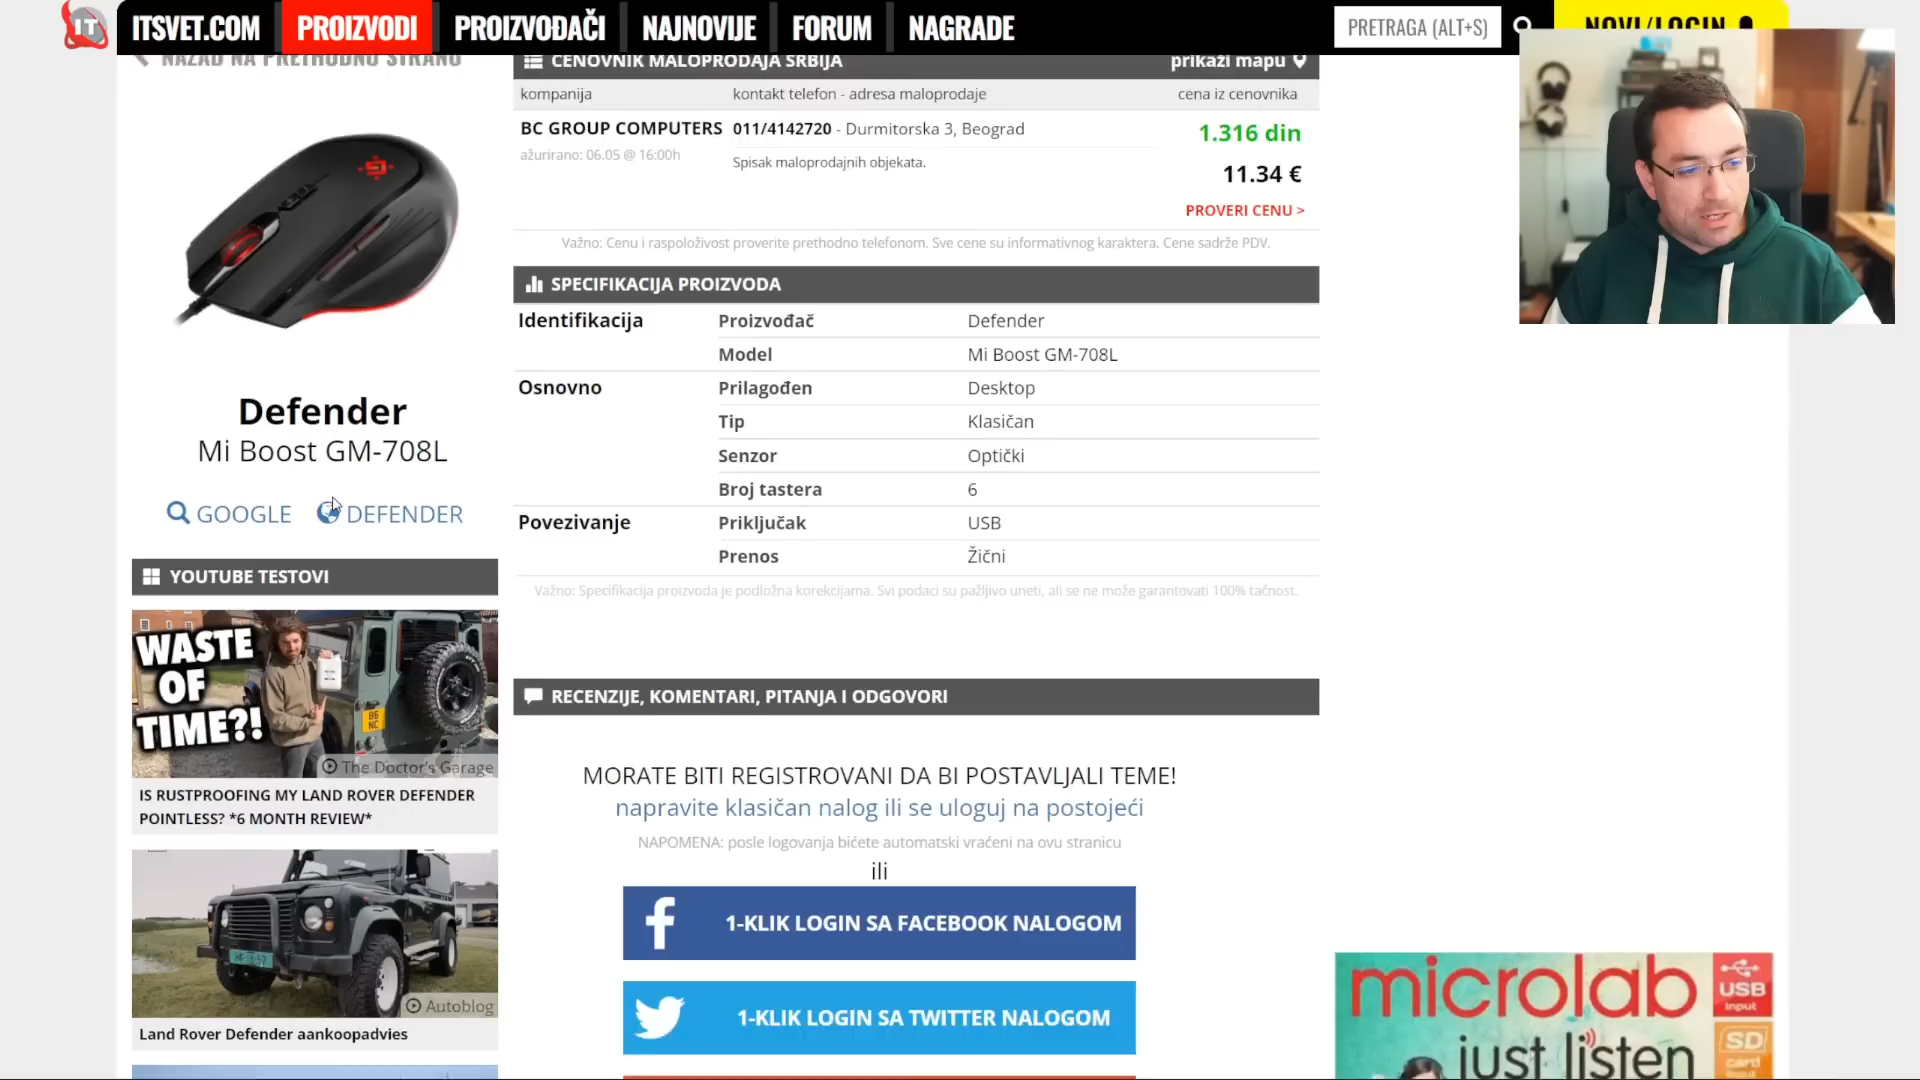 IT
ITSVET.COM
PROIZVODI
PROIZVOĐAČI
NAJNOVIJE
FORUM
NAGRADE
PRETRAGA (ALT+S)
NOVI/LOGIN
NAZAD NA PRETHODNU STRANU
Defender
Mi Boost GM-708L
GOOGLE
DEFENDER
YOUTUBE TESTOVI
WASTE
OF
TIME?!
The Doctor's Garage
IS RUSTPROOFING MY LAND ROVER DEFENDER
POINTLESS? *6 MONTH REVIEW*
Autoblog
Land Rover Defender aankoopadvies
CENOVNIK MALOPRODAJA SRBIJA
prikaži mapu
kompanija
kontakt telefon - adresa maloprodaje
cena iz cenovnika
BC GROUP COMPUTERS
011/4142720 - Durmitorska 3, Beograd
1.316 din
ažurirano: 06.05 @ 16:00h
Spisak maloprodajnih objekata.
11.34 €
PROVERI CENU >
Važno: Cenu i raspoloživost proverite prethodno telefonom. Sve cene su informativnog karaktera. Cene sadrže PDV.
SPECIFIKACIJA PROIZVODA
Identifikacija
Proizvođač
Defender
Model
Mi Boost GM-708L
Osnovno
Prilagođen
Desktop
Tip
Klasičan
Senzor
Optički
Broj tastera
6
Povezivanje
Priključak
USB
Prenos
Žični
Važno: Specifikacija proizvoda je podložna korekcijama. Svi podaci su pažljivo uneti, ali se ne može garantovati 100% tačnost.
RECENZIJE, KOMENTARI, PITANJA I ODGOVORI
MORATE BITI REGISTROVANI DA BI POSTAVLJALI TEME!
napravite klasičan nalog ili se uloguj na postojeći
NAPOMENA: posle logovanja bićete automatski vraćeni na ovu stranicu
ili
1-KLIK LOGIN SA FACEBOOK NALOGOM
1-KLIK LOGIN SA TWITTER NALOGOM
microlab
USB
input
just listen
SD
card